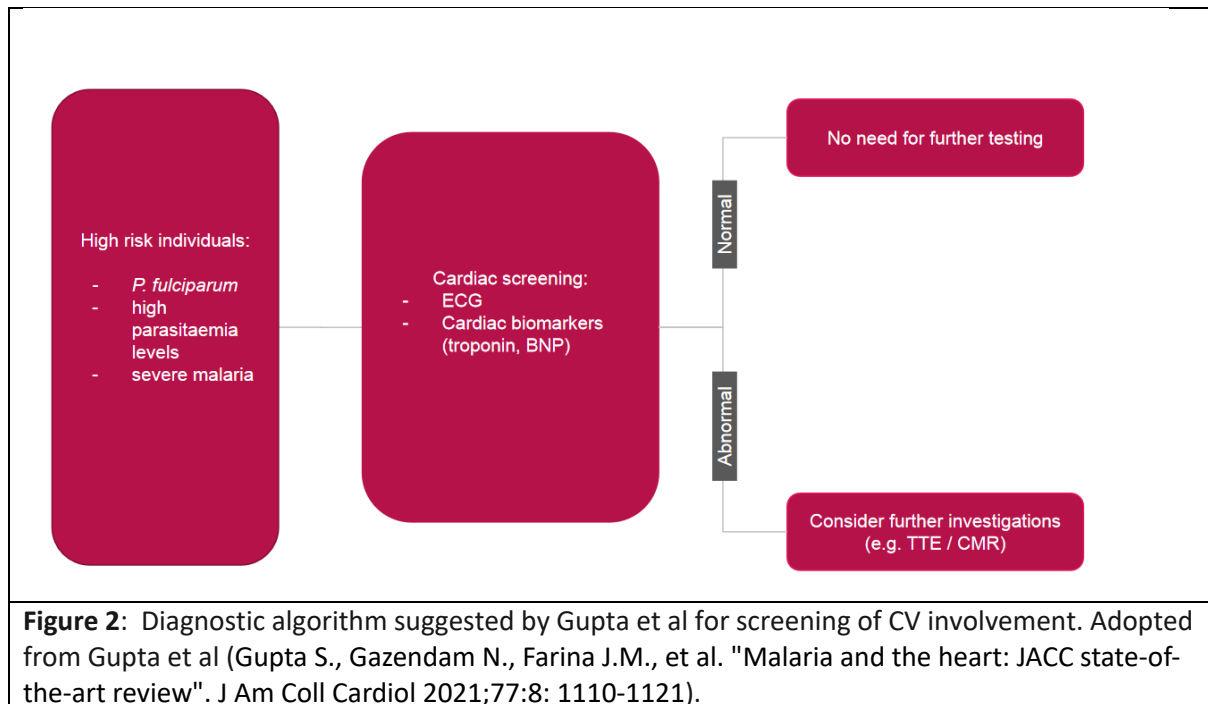 High risk individuals:
- P. fulciparum
- high
parasitaemia
levels
- severe malaria
Cardiac screening:
- ECG
- Cardiac biomarkers
(troponin, BNP)
Normal
Abnormal
No need for further testing
Consider further investigations
(e.g. TTE / CMR)
Figure 2: Diagnostic algorithm suggested by Gupta et al for screening of CV involvement. Adopted
from Gupta et al (Gupta S., Gazendam N., Farina J.M., et al. "Malaria and the heart: JACC state-of-
the-art review". J Am Coll Cardiol 2021;77:8: 1110-1121).